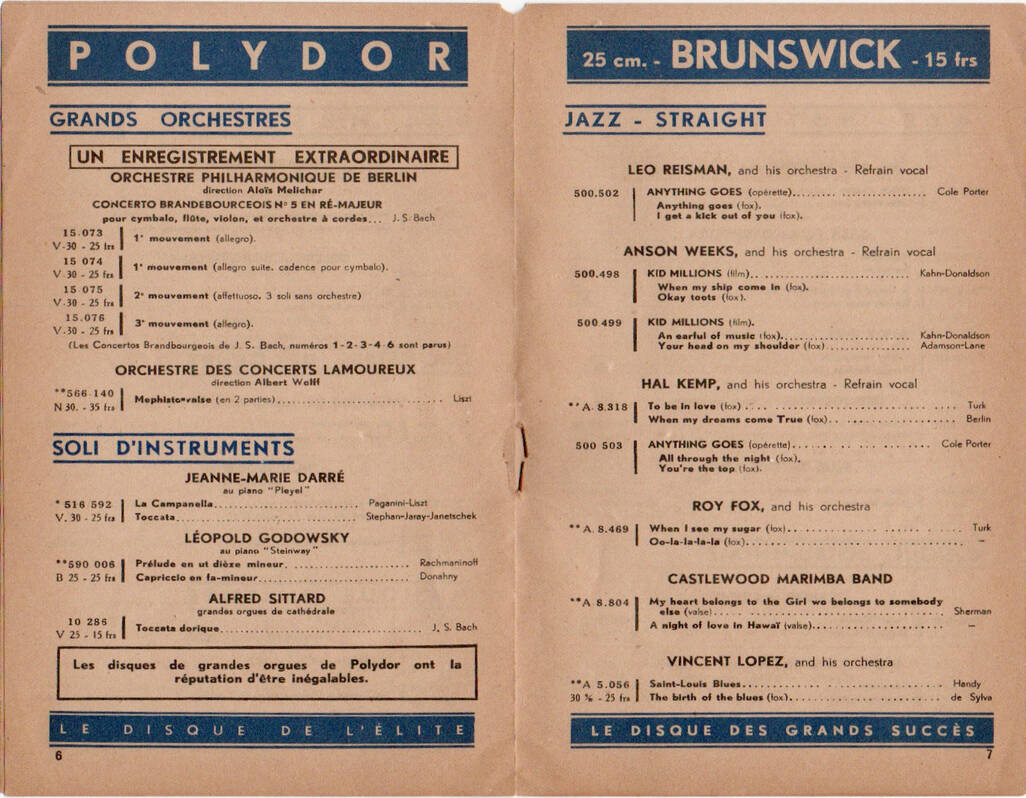 POLYDOR
GRANDS ORCHESTRES
UN ENREGISTREMENT EXTRAORDINAIRE
ORCHESTRE PHILHARMONIQUE DE BERLIN
direction Aloïs Melichar
CONCERTO BRANDEBOURGEOIS N° 5 EN RÉ-MAJEUR
pour cymbalo, flûte, violon, et orchestre à cordes... J. S. Bach
15.073
V-30 - 25 frs
1e mouvement (allegro).
15 074
V 30 - 25 frs
1e mouvement (allegro suite. cadence pour cymbalo).
15 075
V-30 - 25 frs
2e mouvement (affettuoso. 3 soli sans orchestre)
15.076
V-30 - 25 frs
3e mouvement (allegro).
(Les Concertos Brandbourgeois de J. S. Bach, numéros 1-2-3-4-6 sont parus)
ORCHESTRE DES CONCERTS LAMOUREUX
direction Albert Wolff
**566 140
N 30. - 35 frs
Mephisto-valse (en 2 parties)........ Liszt
SOLI D'INSTRUMENTS
JEANNE-MARIE DARRÉ
au piano "Pleyel"
* 516 592
V. 30 - 25 frs
La Campanella........ Paganini-Liszt
Toccata........ Stephan-Jaray-Janetschek
LÉOPOLD GODOWSKY
au piano "Steinway"
**590 006
B 25 - 25 frs
Prélude en ut dièze mineur........ Rachmaninoff
Capriccio en fa-mineur........ Donahny
ALFRED SITTARD
grandes orgues de cathédrale
10 286
V 25 - 15 frs
Toccata dorique........ J. S. Bach
Les disques de grandes orgues de Polydor ont la
réputation d'être inégalables.
LE DISQUE DE L'ÉLITE
6
25 cm. - BRUNSWICK - 15 frs
JAZZ - STRAIGHT
LEO REISMAN, and his orchestra - Refrain vocal
500.502 ANYTHING GOES (opérette)........ Cole Porter
Anything goes (fox).
I get a kick out of you (fox).
ANSON WEEKS, and his orchestra - Refrain vocal
500.498 KID MILLIONS (film)........ Kahn-Donaldson
When my ship come in (fox).
Okay toots (fox).
500 499 KID MILLIONS (film).
An earful of music (fox)........ Kahn-Donaldson
Your head on my shoulder (fox)........ Adamson-Lane
HAL KEMP, and his orchestra - Refrain vocal
**A. 8.318 To be in love (fox)........ Turk
When my dreams come True (fox)........ Berlin
500 503 ANYTHING GOES (opérette)........ Cole Porter
All through the night (fox).
You're the top (fox).
ROY FOX, and his orchestra
**A. 8.469 When I see my sugar (fox)........ Turk
Oo-la-la-la-la (fox)........ –
CASTLEWOOD MARIMBA BAND
**A 8.804 My heart belongs to the Girl wo belongs to somebody
else (valse)........ Sherman
A night of love in Hawaï (valse)........ –
VINCENT LOPEZ, and his orchestra
**A 5.056 Saint-Louis Blues........ Handy
30 % - 25 frs The birth of the blues (fox)........ de Sylva
LE DISQUE DES GRANDS SUCCÈS
7